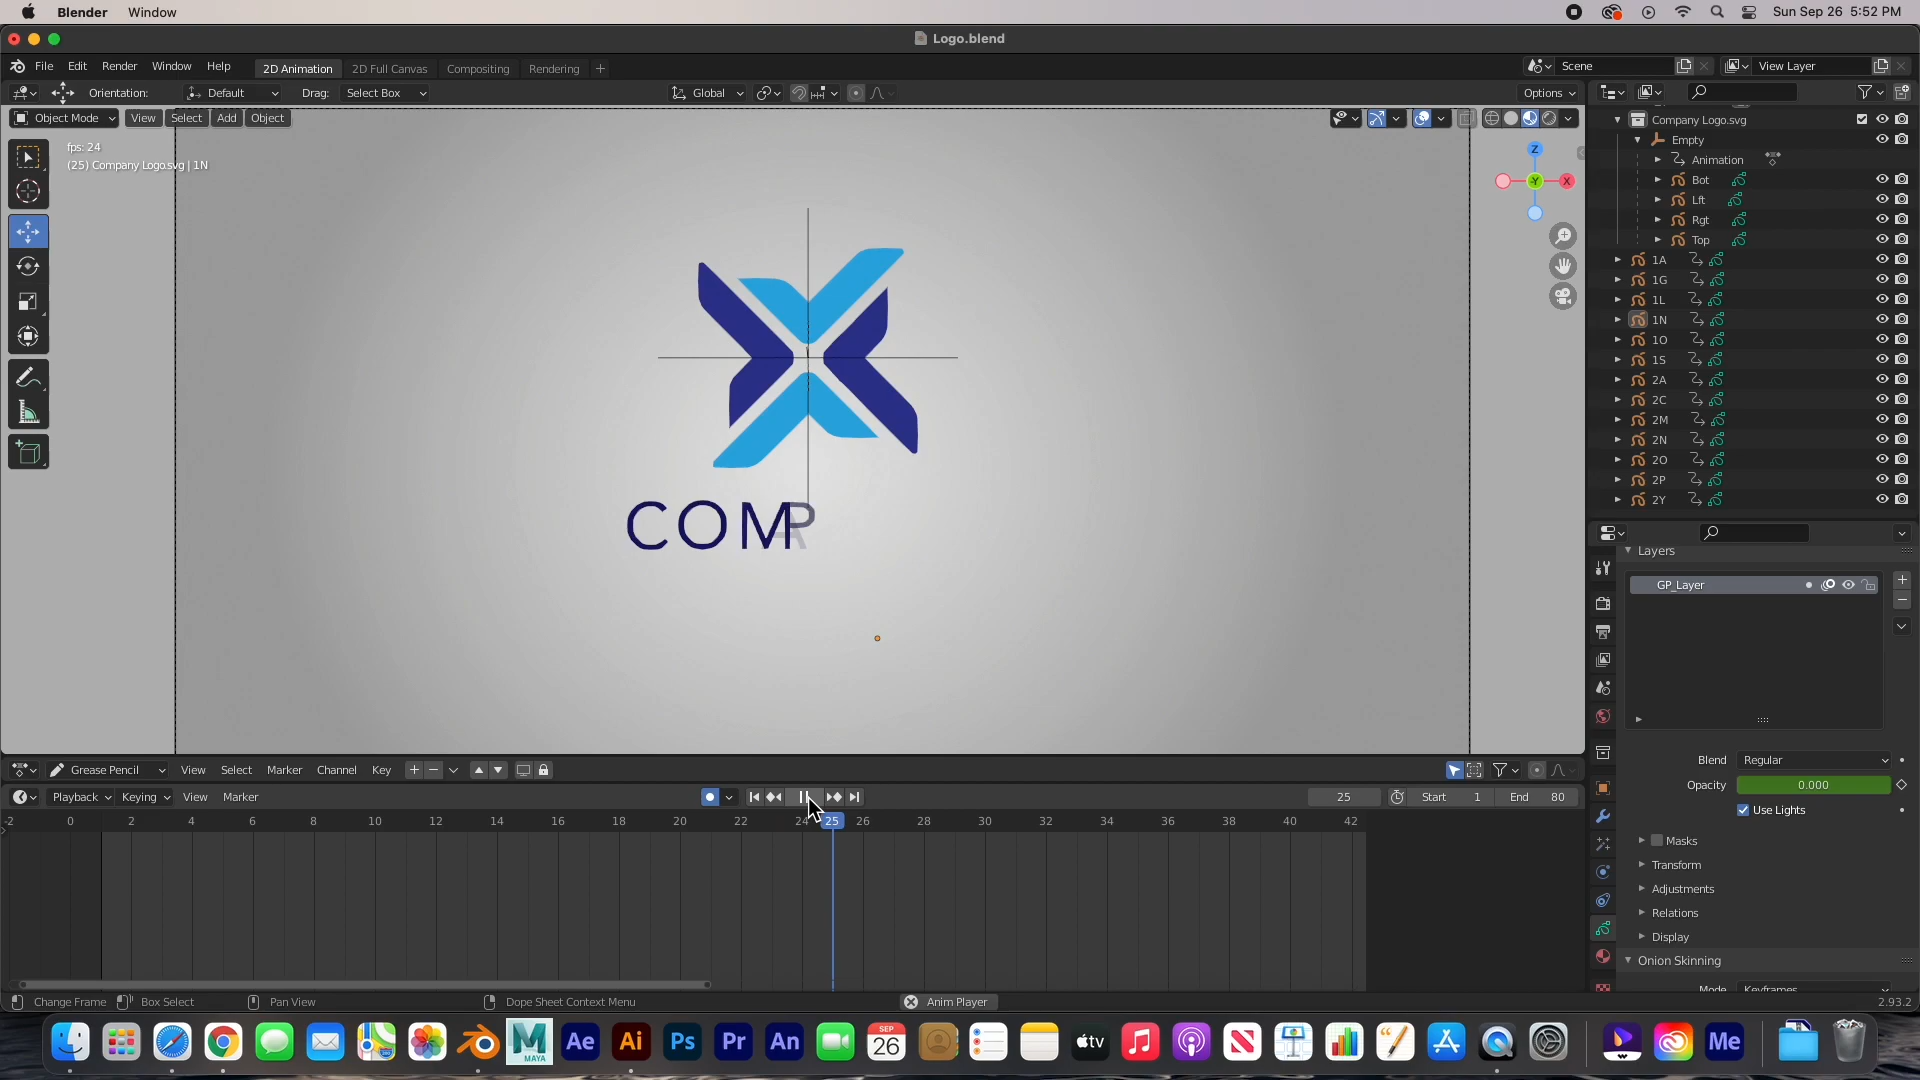 Blender Window
Sun Sep 26 5:52 PM
Logo.blend
File Edit Render Window Help
2D Animation 2D Full Canvas Compositing Rendering +
Scene
View Layer
Orientation: Default Drag: Select Box
Global
Options
Object Mode View Select Add Object
fps: 24
(25) Company Logo.svg | 1N
Z
-Y
X
COMP
Company Logo.svg
Empty
Animation
Bot
Lft
Rgt
Top
1A
1G
1L
1N
1O
1S
2A
2C
2M
2N
2O
2P
2Y
Layers
GP_Layer
Blend Regular
Opacity 0.000
Use Lights
Masks
Transform
Adjustments
Relations
Display
Onion Skinning
Mode Keyframes
Grease Pencil View Select Marker Channel Key
Playback Keying View Marker
25 Start 1 End 80
-2 0 2 4 6 8 10 12 14 16 18 20 22 24 25 26 28 30 32 34 36 38 40 42
Change Frame Box Select Pan View Dope Sheet Context Menu Anim Player 2.93.2
MAYA Ae Ai Ps Pr An SEP 26 tv Me